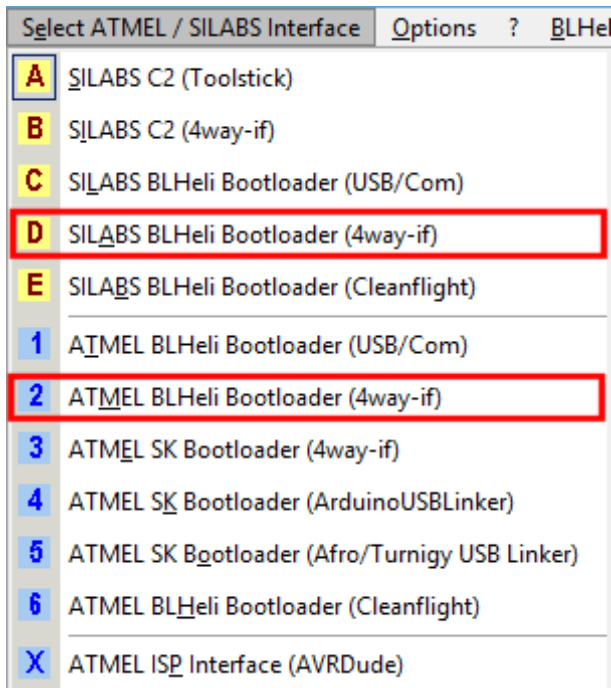 Select ATMEL / SILABS Interface Options ? BLHel
A SILABS C2 (Toolstick)
B SILABS C2 (4way-if)
C SILABS BLHeli Bootloader (USB/Com)
D SILABS BLHeli Bootloader (4way-if)
E SILABS BLHeli Bootloader (Cleanflight)
1 ATMEL BLHeli Bootloader (USB/Com)
2 ATMEL BLHeli Bootloader (4way-if)
3 ATMEL SK Bootloader (4way-if)
4 ATMEL SK Bootloader (ArduinoUSBLinker)
5 ATMEL SK Bootloader (Afro/Turnigy USB Linker)
6 ATMEL BLHeli Bootloader (Cleanflight)
X ATMEL ISP Interface (AVRDude)